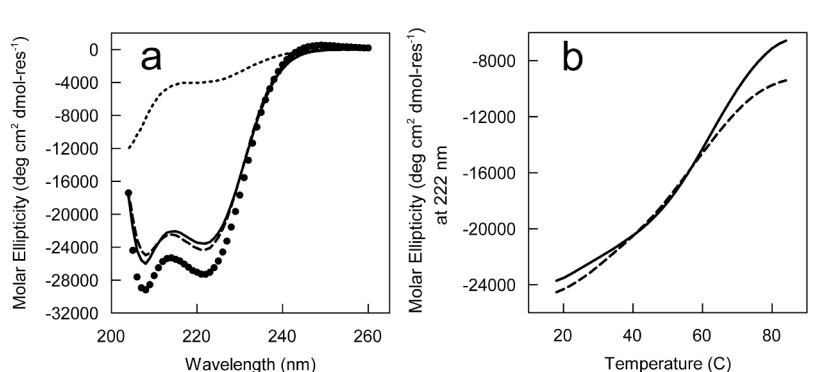 a
0
-4000
-8000
-12000
-16000
-20000
-24000
-28000
-32000
200 220 240 260
Wavelength (nm)
Molar Ellipticity (deg cm² dmol-res⁻¹)
b
-8000
-12000
-16000
-20000
-24000
20 40 60 80
Temperature (C)
Molar Ellipticity (deg cm² dmol-res⁻¹)
at 222 nm